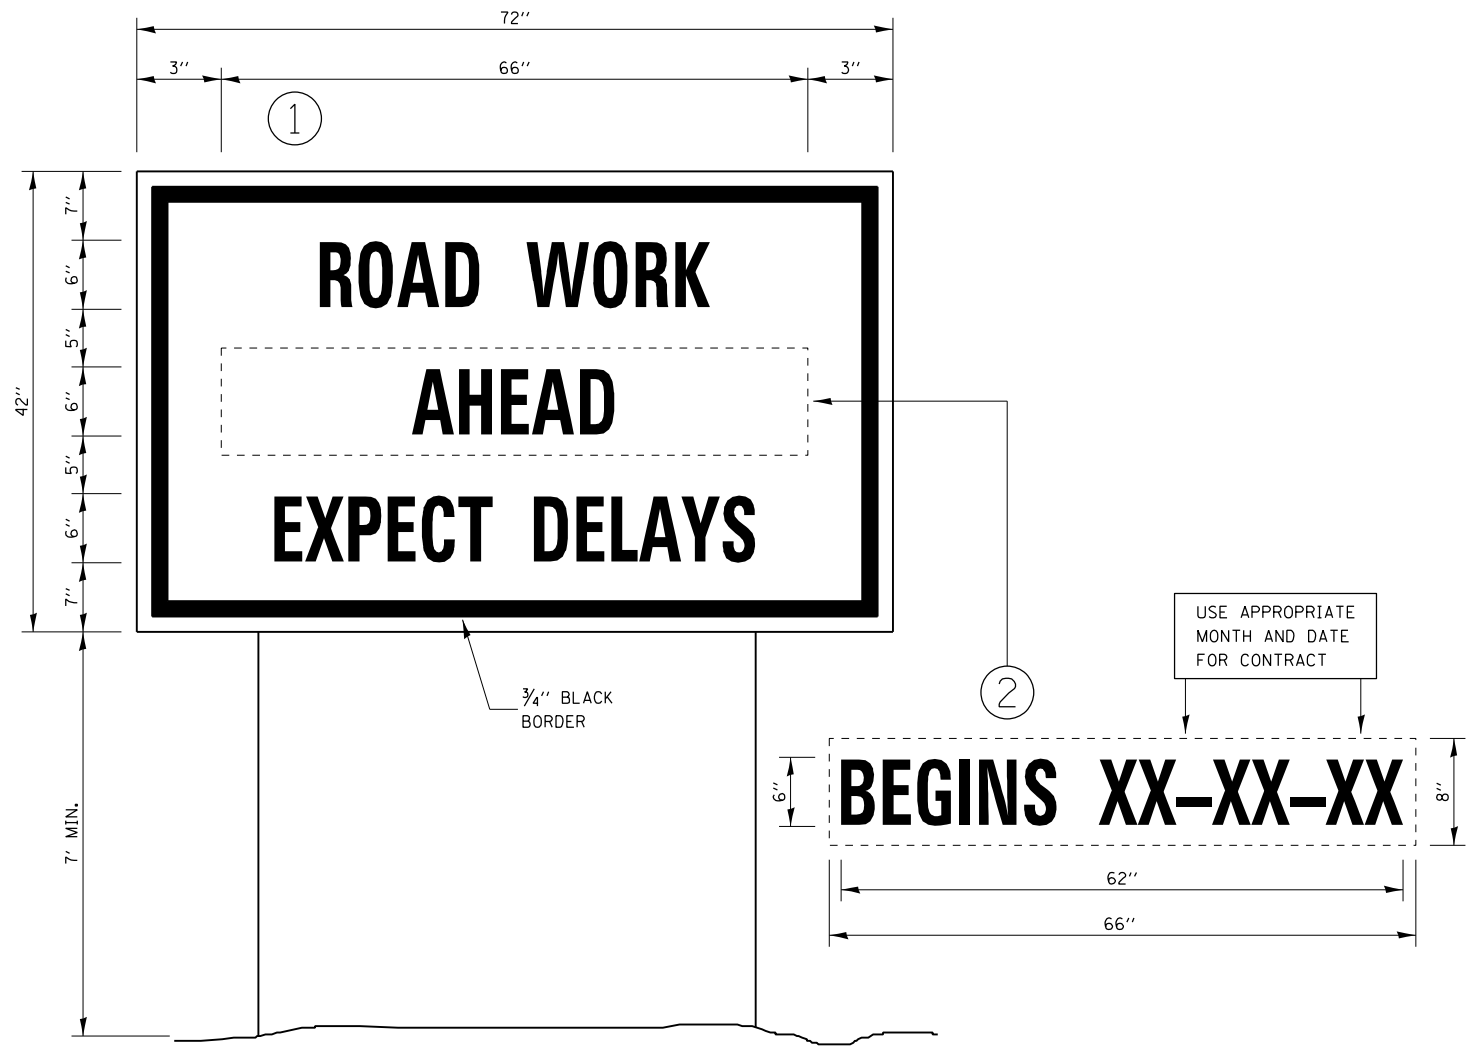 72''
3'' 66'' 3''
1
7''
ROAD WORK
6''
5''
42''
6''
AHEAD
5''
6''
EXPECT DELAYS
7''
USE APPROPRIATE
MONTH AND DATE
FOR CONTRACT
3/4'' BLACK
BORDER
2
7' MIN.
6''
BEGINS XX-XX-XX
8''
62''
66''